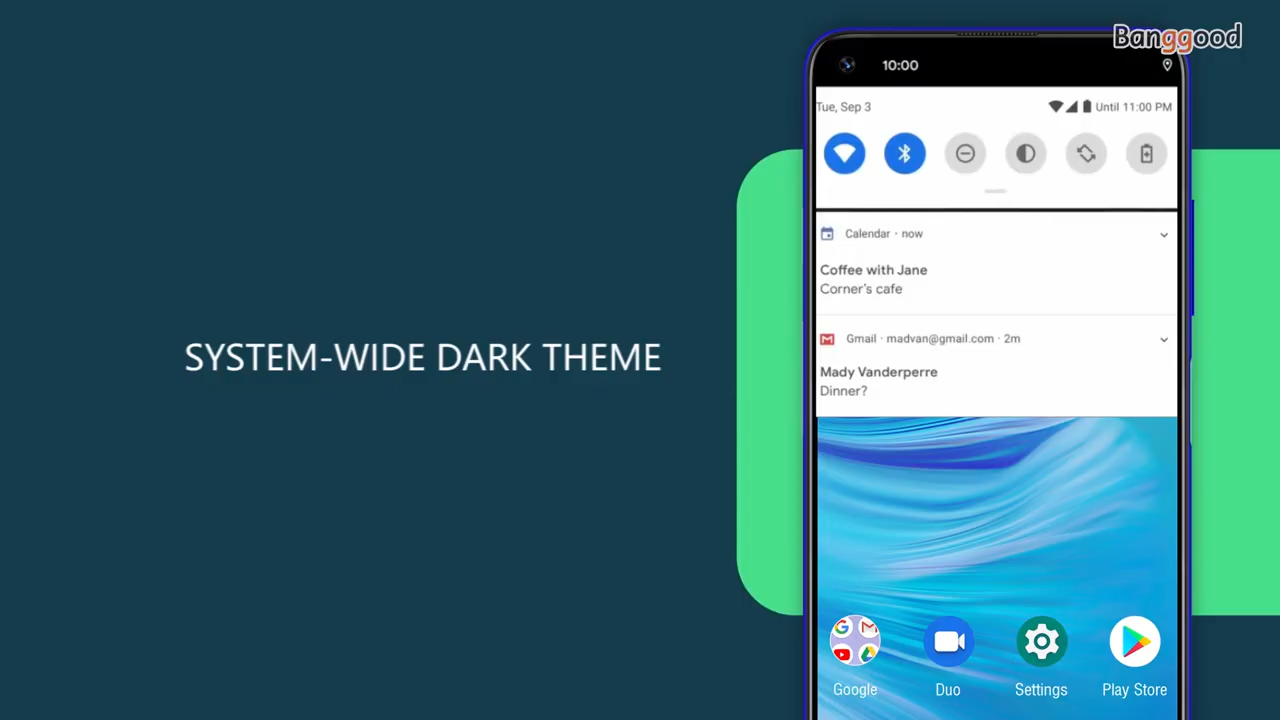 Banggood
10:00
Tue, Sep 3
Until 11:00 PM
Calendar · now
Coffee with Jane
Corner's cafe
Gmail · madvan@gmail.com · 2m
Mady Vanderperre
Dinner?
SYSTEM-WIDE DARK THEME
Google
Duo
Settings
Play Store